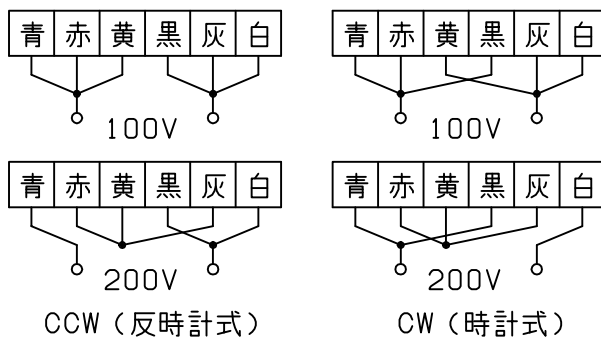 青 赤 黄 黒 灰 白
青 赤 黄 黒 灰 白
100V
100V
青 赤 黄 黒 灰 白
青 赤 黄 黒 灰 白
200V
200V
CCW（反時計式）
CW（時計式）